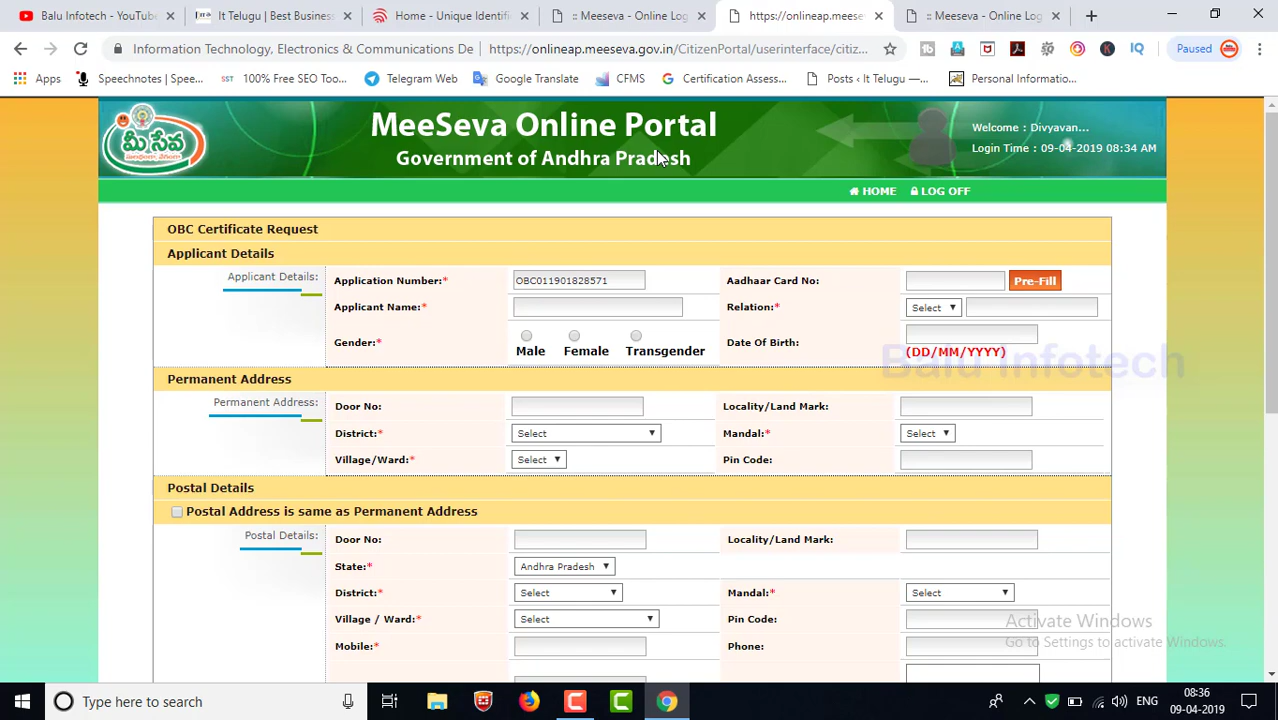 Balu Infotech - YouTube
It Telugu | Best Business
Home - Unique Identifi
:: Meeseva - Online Log
https://onlineap.meese
:: Meeseva - Online Log
Information Technology, Electronics & Communications De
https://onlineap.meeseva.gov.in/CitizenPortal/userinterface/citiz...
Paused
Apps
Speechnotes | Spee...
SST 100% Free SEO Tool...
Telegram Web
Google Translate
CFMS
Certification Assess...
Posts ‹ It Telugu —...
Personal Informatio...
మీసేవ
MeeSeva Online Portal
Government of Andhra Pradesh
Welcome : Divyavan...
Login Time : 09-04-2019 08:34 AM
HOME
LOG OFF
OBC Certificate Request
Applicant Details
Applicant Details:
Application Number:* OBC011901828571 Aadhaar Card No: Pre-Fill
Applicant Name:* Relation:* Select
Gender:* Male Female Transgender Date Of Birth:
(DD/MM/YYYY)
Balu Infotech
Permanent Address
Permanent Address:
Door No: Locality/Land Mark:
District:* Select Mandal:* Select
Village/Ward:* Select Pin Code:
Postal Details
Postal Address is same as Permanent Address
Postal Details:
Door No: Locality/Land Mark:
State:* Andhra Pradesh
District:* Select Mandal:* Select
Village / Ward:* Select Pin Code:
Mobile:* Phone:
Activate Windows
Go to Settings to activate Windows.
Type here to search
ENG
08:36
09-04-2019